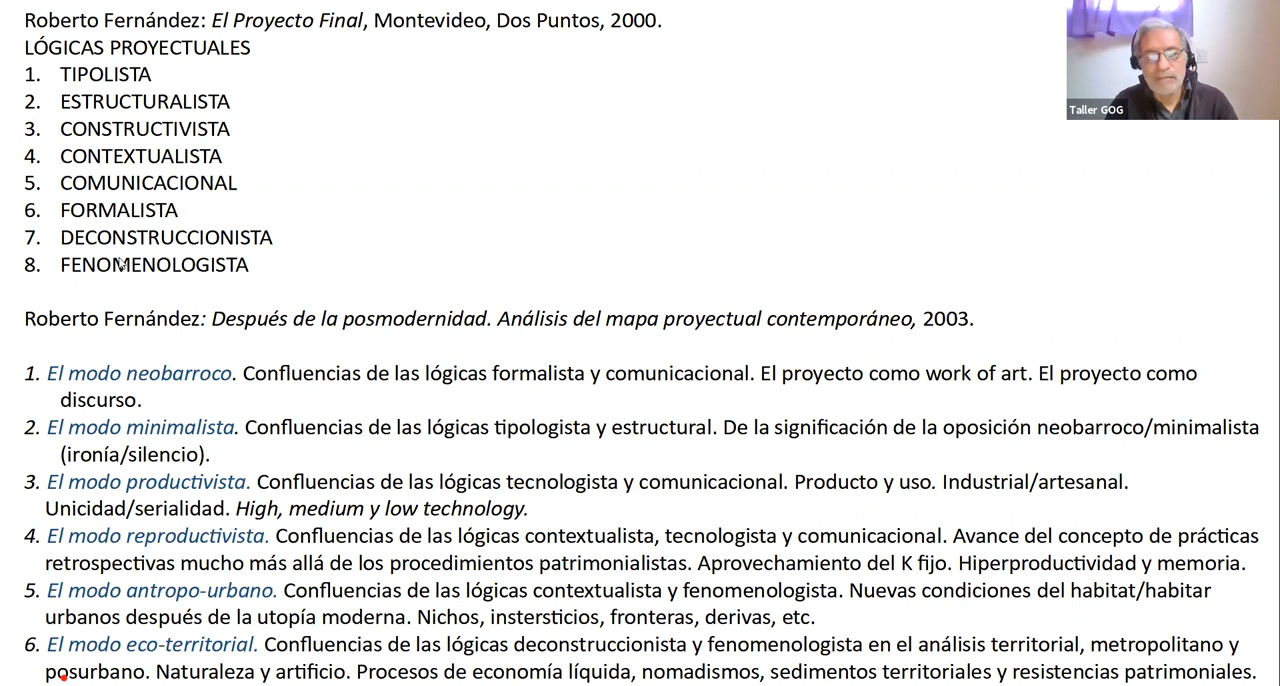 Roberto Fernández: El Proyecto Final, Montevideo, Dos Puntos, 2000.
LÓGICAS PROYECTUALES
1. TIPOLISTA
2. ESTRUCTURALISTA
3. CONSTRUCTIVISTA
4. CONTEXTUALISTA
5. COMUNICACIONAL
6. FORMALISTA
7. DECONSTRUCCIONISTA
8. FENOMENOLOGISTA
Taller GOG
Roberto Fernández: Después de la posmodernidad. Análisis del mapa proyectual contemporáneo, 2003.
1. El modo neobarroco. Confluencias de las lógicas formalista y comunicacional. El proyecto como work of art. El proyecto como
discurso.
2. El modo minimalista. Confluencias de las lógicas tipologista y estructural. De la significación de la oposición neobarroco/minimalista
(ironía/silencio).
3. El modo productivista. Confluencias de las lógicas tecnologista y comunicacional. Producto y uso. Industrial/artesanal.
Unicidad/serialidad. High, medium y low technology.
4. El modo reproductivista. Confluencias de las lógicas contextualista, tecnologista y comunicacional. Avance del concepto de prácticas
retrospectivas mucho más allá de los procedimientos patrimonialistas. Aprovechamiento del K fijo. Hiperproductividad y memoria.
5. El modo antropo-urbano. Confluencias de las lógicas contextualista y fenomenologista. Nuevas condiciones del habitat/habitar
urbanos después de la utopía moderna. Nichos, instersticios, fronteras, derivas, etc.
6. El modo eco-territorial. Confluencias de las lógicas deconstruccionista y fenomenologista en el análisis territorial, metropolitano y
posurbano. Naturaleza y artificio. Procesos de economía líquida, nomadismos, sedimentos territoriales y resistencias patrimoniales.